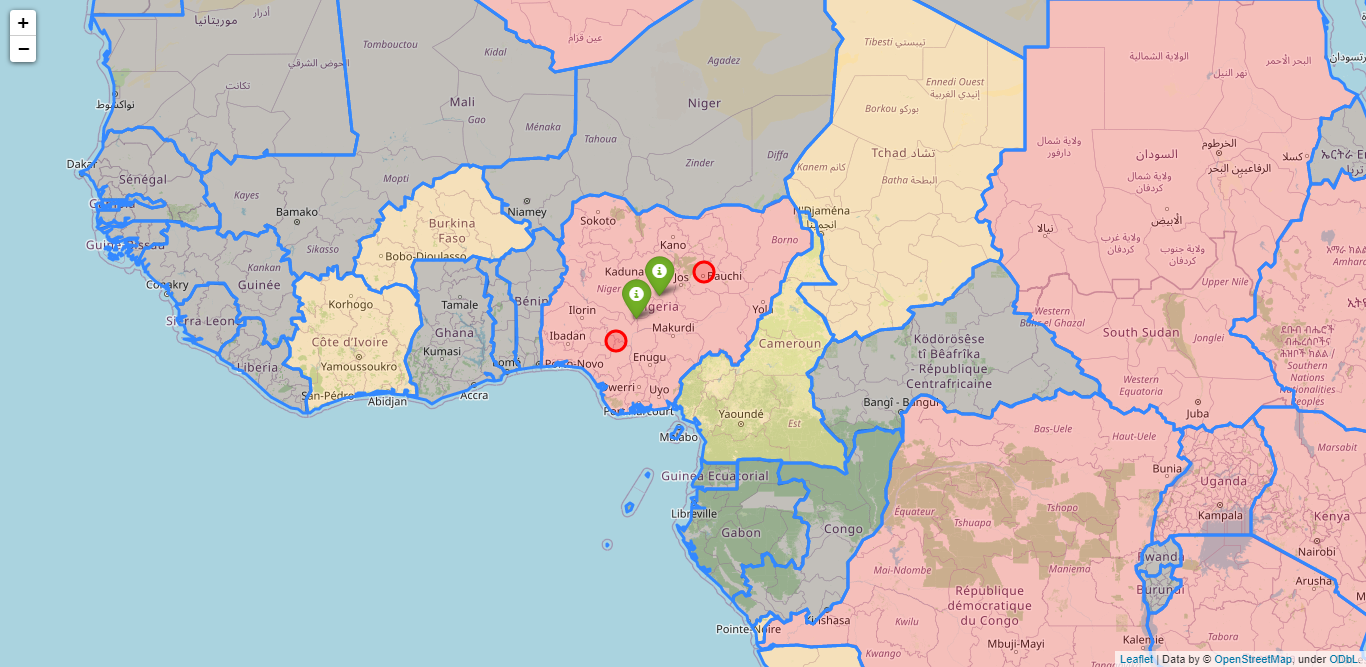 +
−
موريتانيا
أدرار
Tombouctou
Kidal
عين قزام
Agadez
Tibesti تيبستي
الولاية الشمالية
البحر الأحمر
نهر النيل
الحوض الشرقي
تكانت
نواكشوط
Mali
Gao
Ménaka
Niger
Tahoua
Zinder
Diffa
Ennedi Ouest
إنيدي الغربية
Borkou بوركو
Kanem كانم
Tchad تشاد
Batha البطحة
ولاية شمال
دارفور
السودان
الخرطوم
الرفاعيين البحر
كسلا
ولاية شمال
كردفان
Dakar
Sénégal
Kayes
Mopti
Bamako
Sikasso
Niamey
Burkina
Faso
Bobo-Dioulasso
Sokoto
Kano
Borno
N'Djaména
انجمينا
نيالا
الأبيض
ولاية غرب
كردفان
ولاية جنوب
كردفان
Kankan
Guinée
Conakry
Sierra Leon
Liberia
Korhogo
Côte d'Ivoire
Yamoussoukro
San-Pédro
Abidjan
Tamale
Ghana
Kumasi
Accra
Lomé
Bénin
Porto-Novo
Kaduna
Jos
Bauchi
Niger
Nigeria
Ilorin
Ibadan
Makurdi
Yola
Enugu
Owerri
Uyo
Port Harcourt
Malabo
Cameroun
Yaoundé
Est
Ködörösêse
tî Bêafrîka
République
Centrafricaine
Bangî - Bangui
Western
Bahr el Ghazal
Upper Nile
South Sudan
Jonglei
Western
Equatoria
Juba
Southern
Nations
Nationalities
Peoples
Guinea Ecuatorial
Libreville
Gabon
Congo
Pointe-Noire
Kinshasa
Bas-Uele
Haut-Uele
Bunia
Équateur
Tshuapa
Tshopo
Mai-Ndombe
Maniema
République
démocratique
du Congo
Kwilu
Kwango
Mbuji-Mayi
Kalemie
Uganda
Kampala
Rwanda
Burundi
Marsabit
Kenya
Nairobi
Arusha
Tabora
Leaflet | Data by © OpenStreetMap, under ODbL.